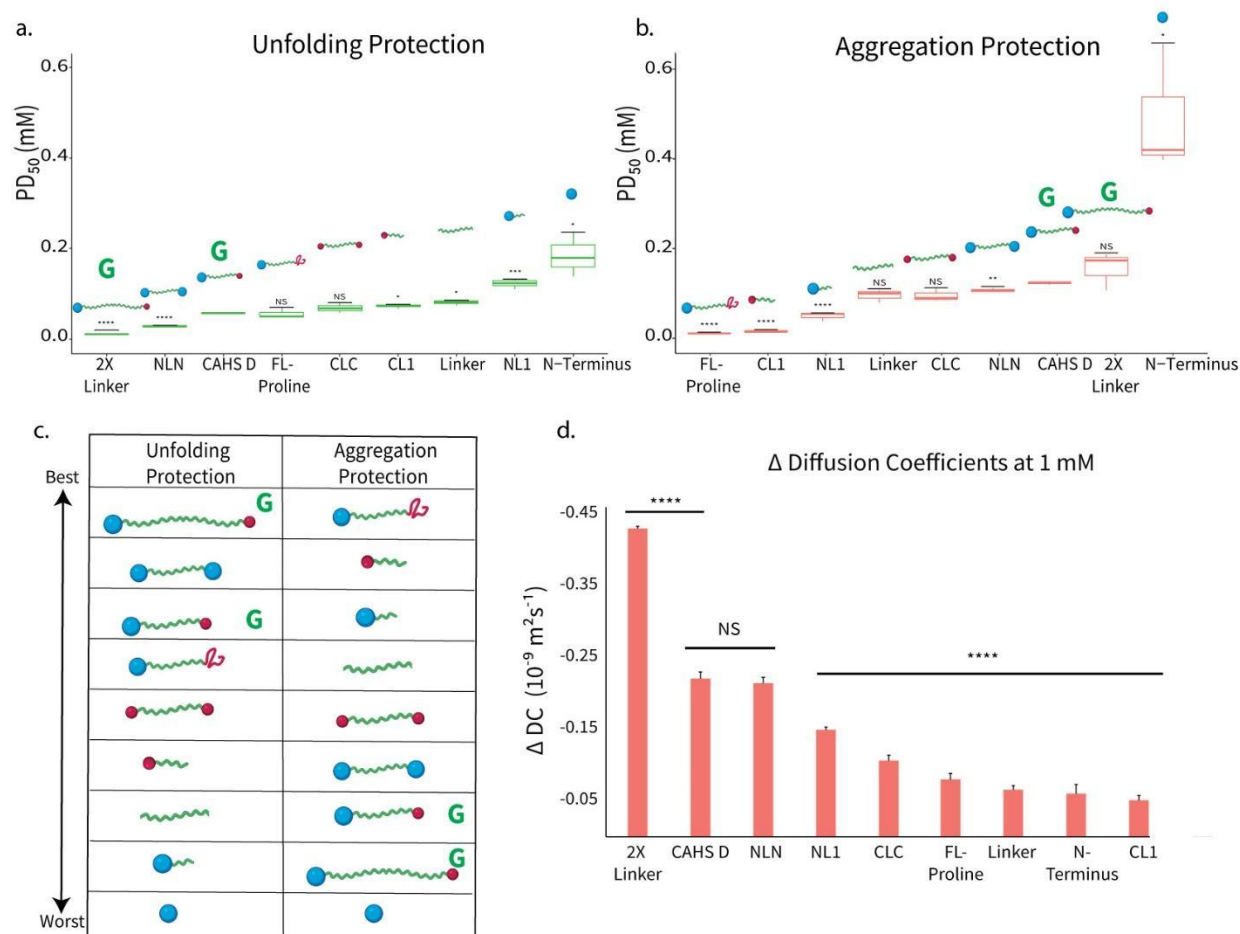 a.
Unfolding Protection
PD50 (mM)
0.6
0.4
0.2
0.0
G
G
****
****
NS
NS
*
*
***
*
2X Linker
NLN
CAHS D
FL-Proline
CLC
CL1
Linker
NL1
N-Terminus
b.
Aggregation Protection
PD50 (mM)
0.6
0.4
0.2
0.0
G
G
****
****
****
NS
NS
**
NS
*
FL-Proline
CL1
NL1
Linker
CLC
NLN
CAHS D
2X Linker
N-Terminus
c.
Unfolding Protection
Aggregation Protection
Best
Worst
G
G
G
G
d.
Δ Diffusion Coefficients at 1 mM
Δ DC (10⁻⁹ m²s⁻¹)
-0.45
-0.35
-0.25
-0.15
-0.05
****
NS
****
2X Linker
CAHS D
NLN
NL1
CLC
FL-Proline
Linker
N-Terminus
CL1